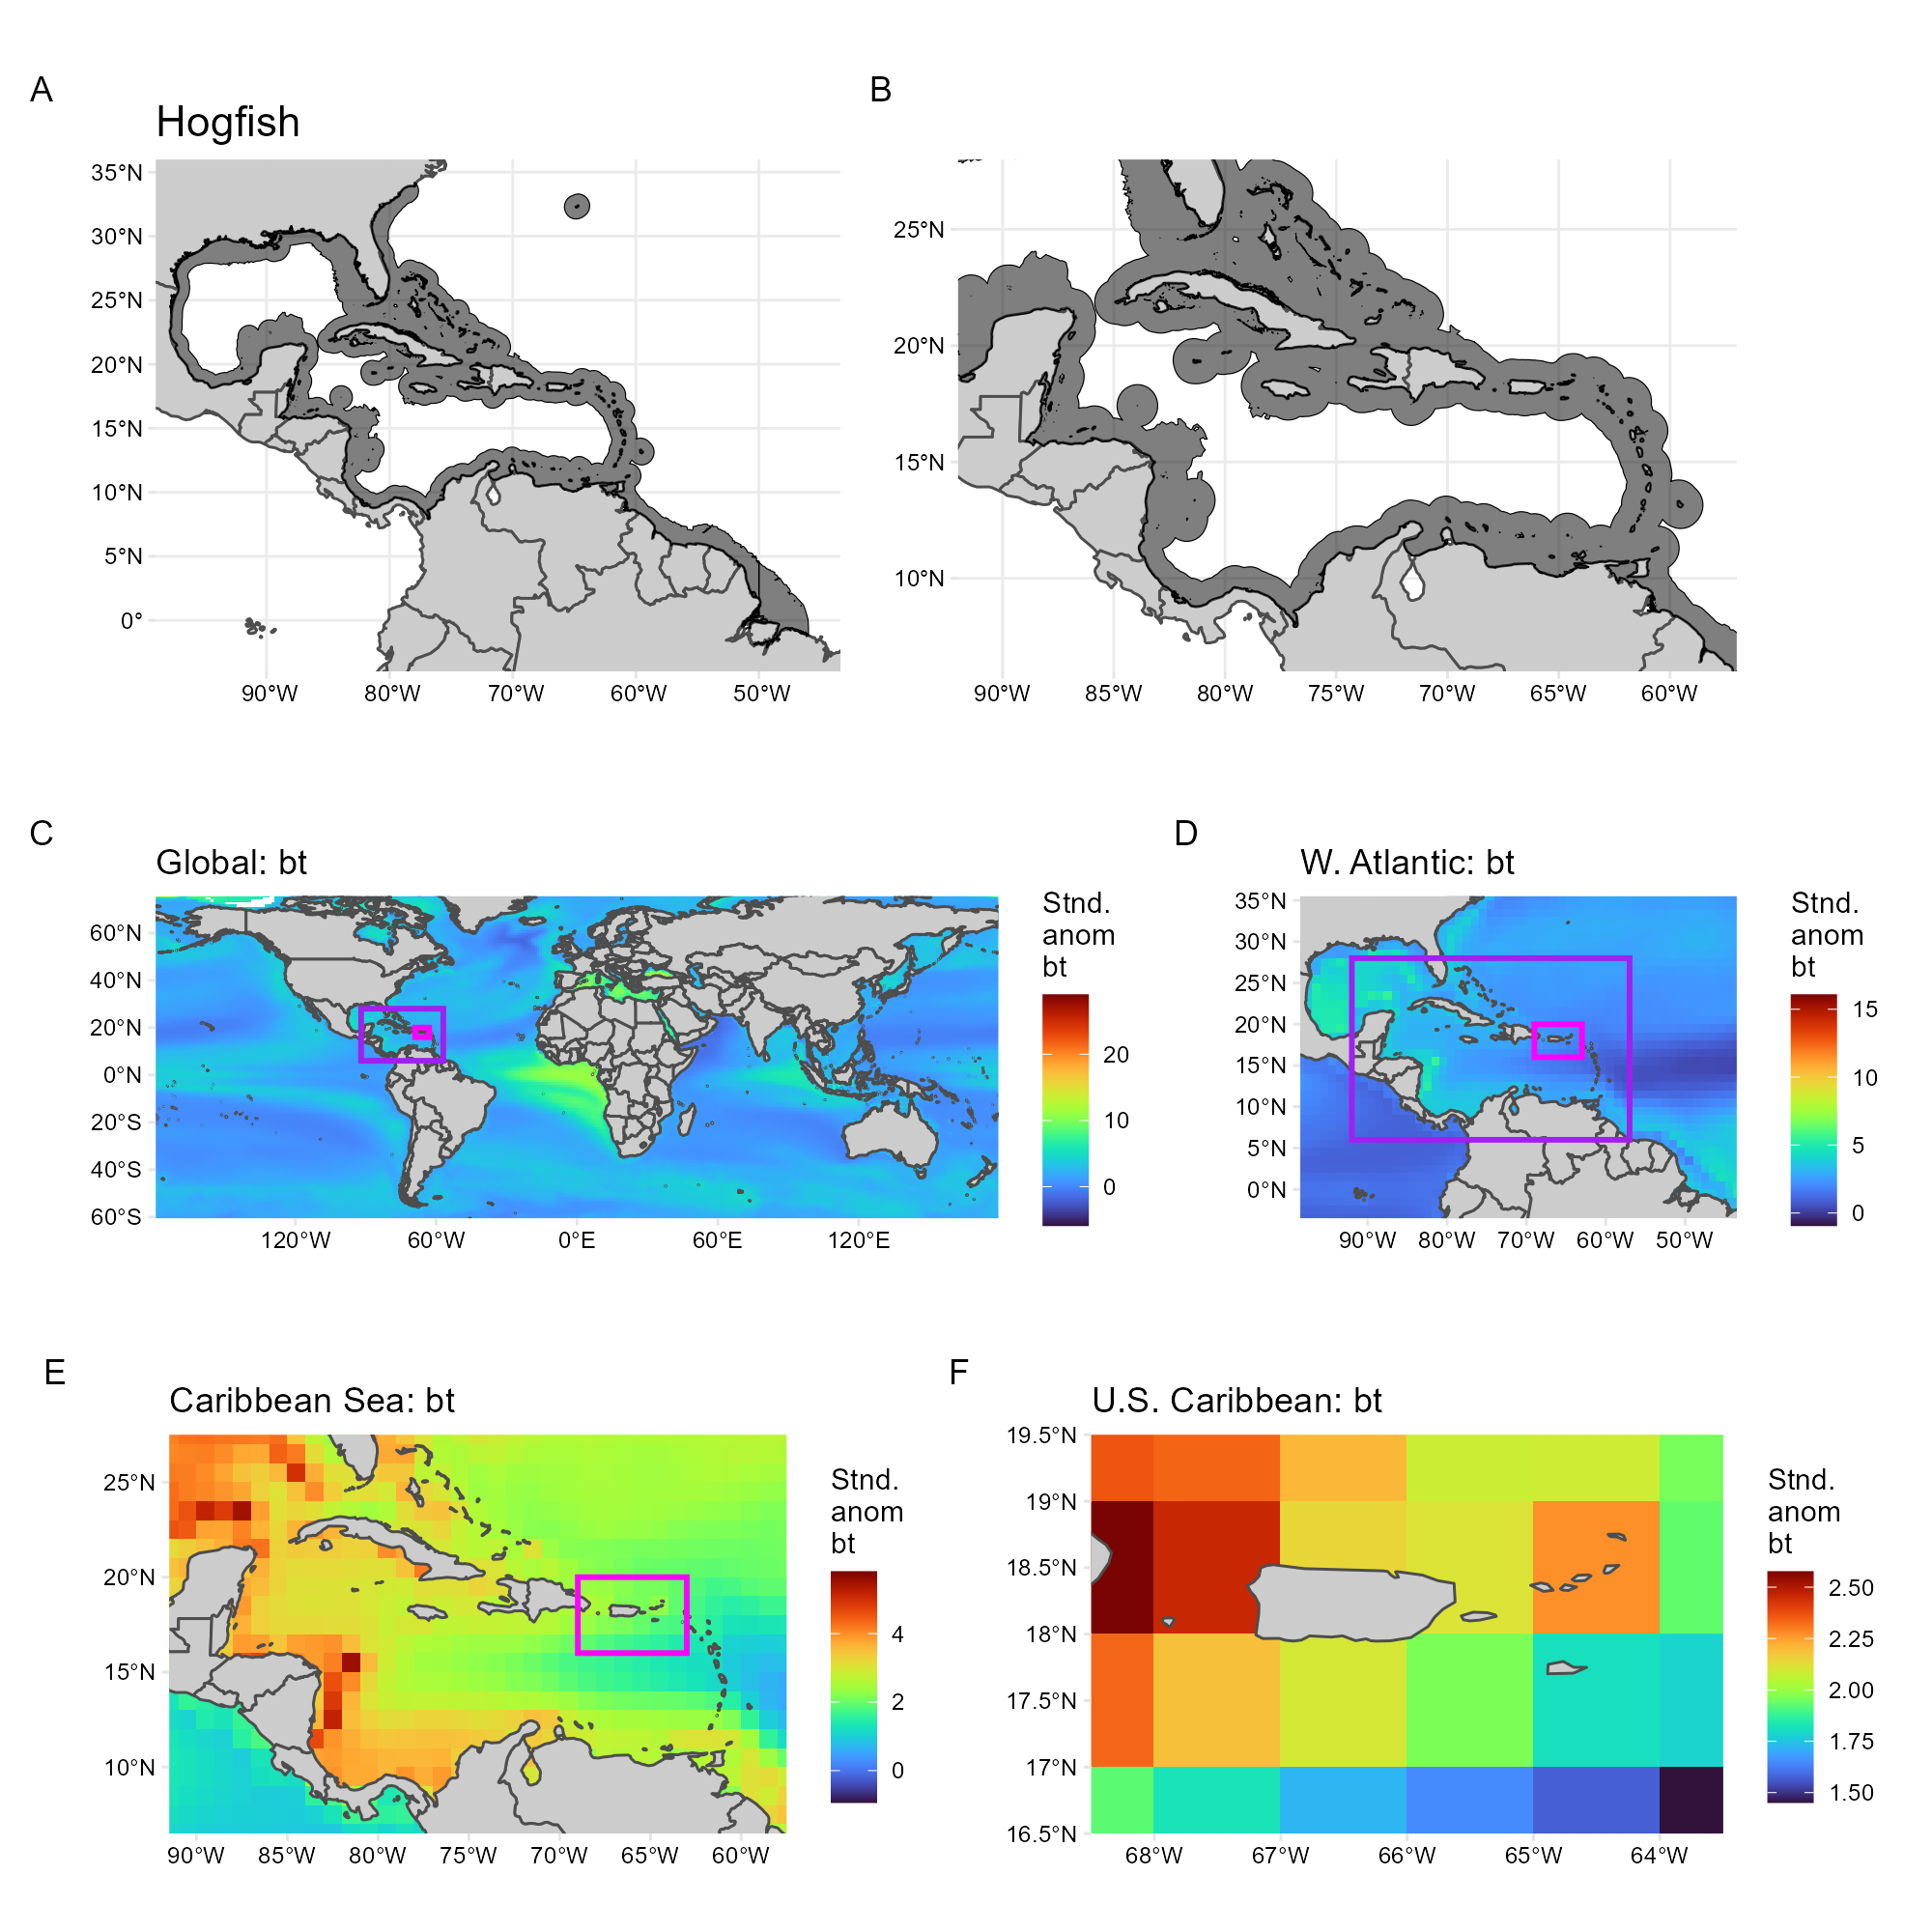 A
B
Hogfish
35°N
30°N
25°N
20°N
15°N
10°N
5°N
0°
90°W 80°W 70°W 60°W 50°W
25°N
20°N
15°N
10°N
90°W 85°W 80°W 75°W 70°W 65°W 60°W
C
Global: bt
60°N
40°N
20°N
0°N
20°S
40°S
60°S
120°W 60°W 0°E 60°E 120°E
Stnd.
anom
bt
20
10
0
D
W. Atlantic: bt
35°N
30°N
25°N
20°N
15°N
10°N
5°N
0°N
90°W 80°W 70°W 60°W 50°W
Stnd.
anom
bt
15
10
5
0
E
Caribbean Sea: bt
25°N
20°N
15°N
10°N
90°W 85°W 80°W 75°W 70°W 65°W 60°W
Stnd.
anom
bt
4
2
0
F
U.S. Caribbean: bt
19.5°N
19°N
18.5°N
18°N
17.5°N
17°N
16.5°N
68°W 67°W 66°W 65°W 64°W
Stnd.
anom
bt
2.50
2.25
2.00
1.75
1.50